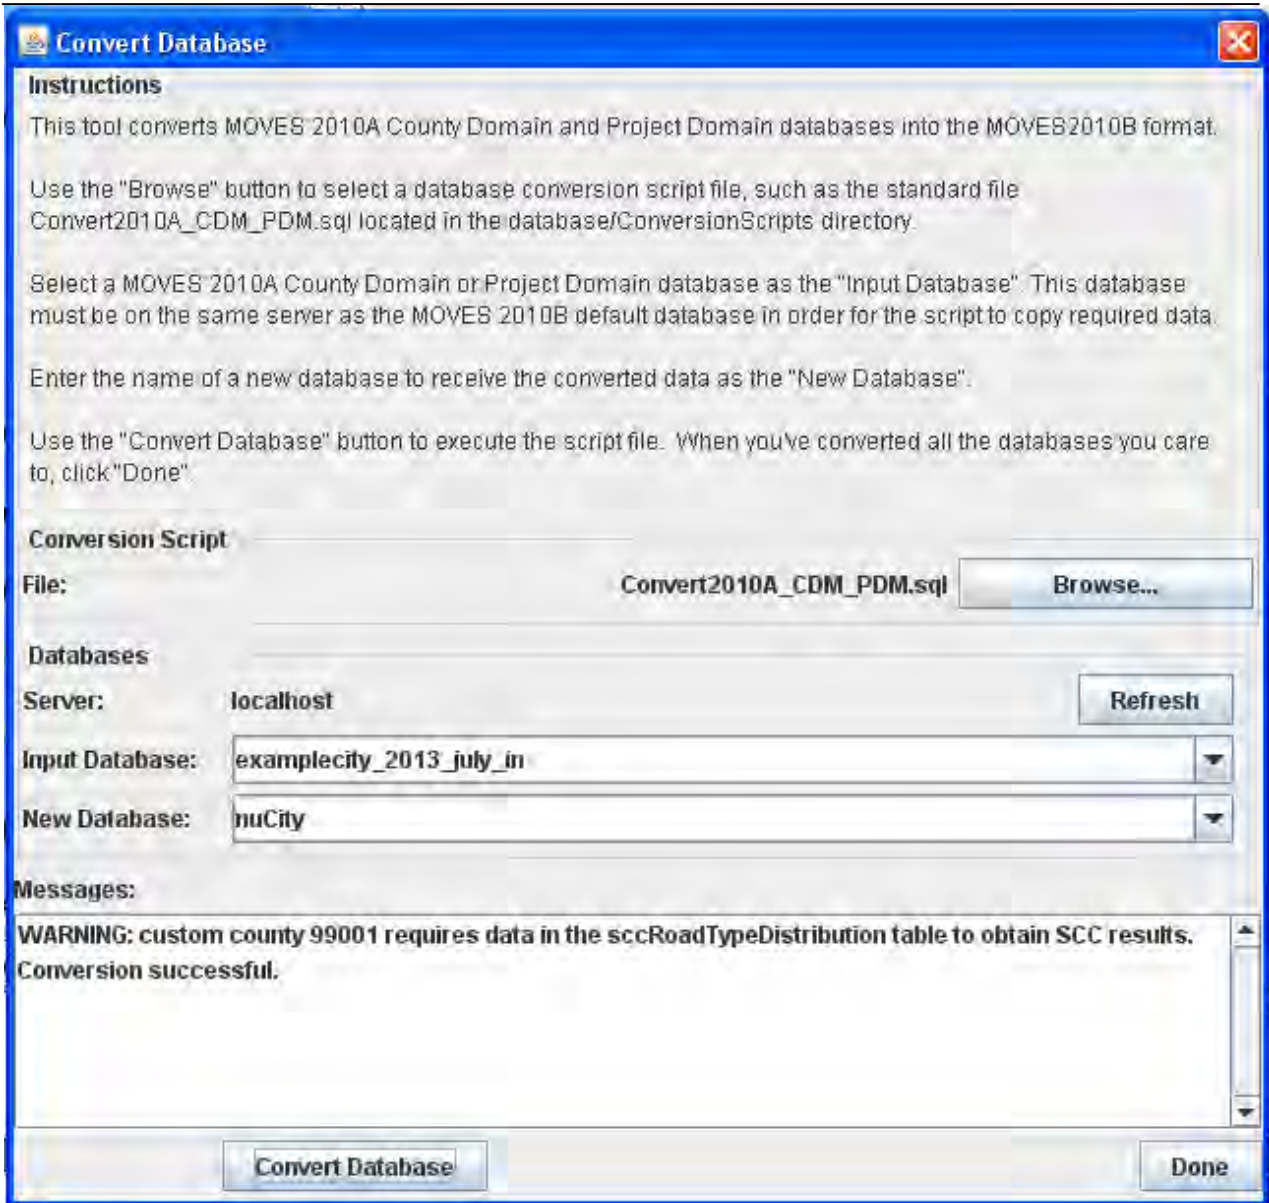 Convert Database
Instructions
This tool converts MOVES 2010A County Domain and Project Domain databases into the MOVES2010B format.
Use the "Browse" button to select a database conversion script file, such as the standard file
Convert2010A_CDM_PDM.sql located in the database/ConversionScripts directory.
Select a MOVES 2010A County Domain or Project Domain database as the "Input Database". This database
must be on the same server as the MOVES 2010B default database in order for the script to copy required data.
Enter the name of a new database to receive the converted data as the "New Database".
Use the "Convert Database" button to execute the script file. When you've converted all the databases you care
to, click "Done".
Conversion Script
File: Convert2010A_CDM_PDM.sql Browse...
Databases
Server: localhost Refresh
Input Database: examplecity_2013_july_in
New Database: nuCity
Messages:
WARNING: custom county 99001 requires data in the sccRoadTypeDistribution table to obtain SCC results.
Conversion successful.
Convert Database Done